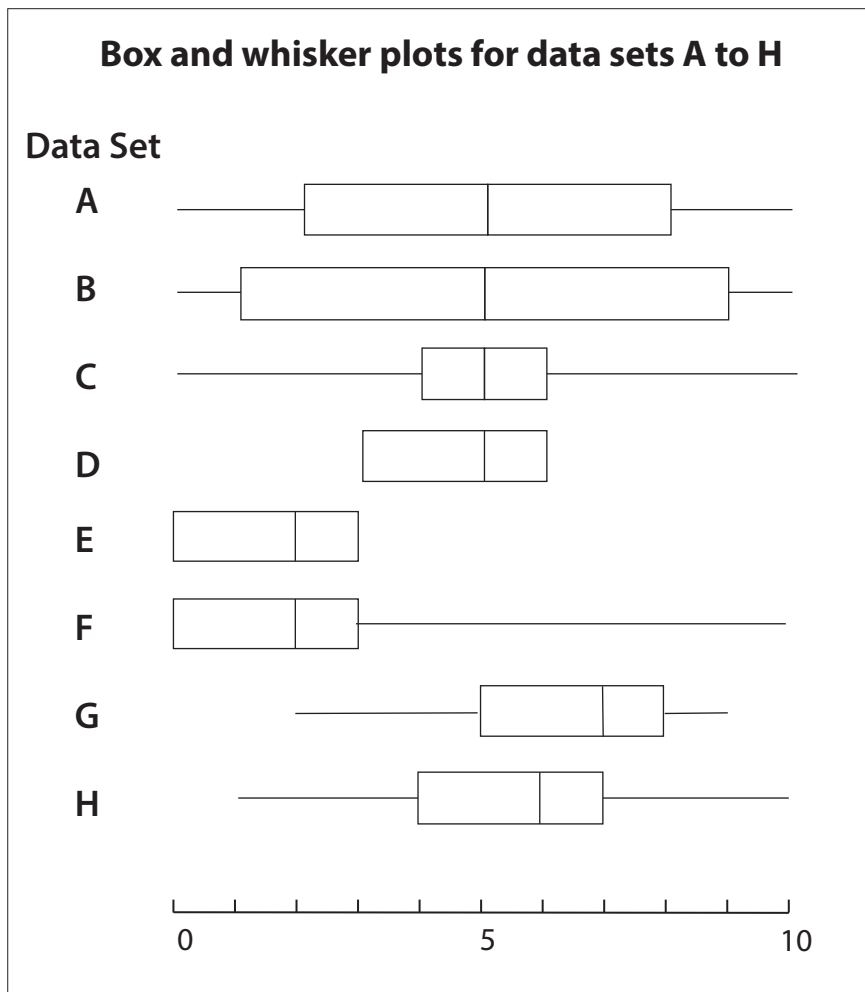 Box and whisker plots for data sets A to H
Data Set
A
B
C
D
E
F
G
H
0 5 10